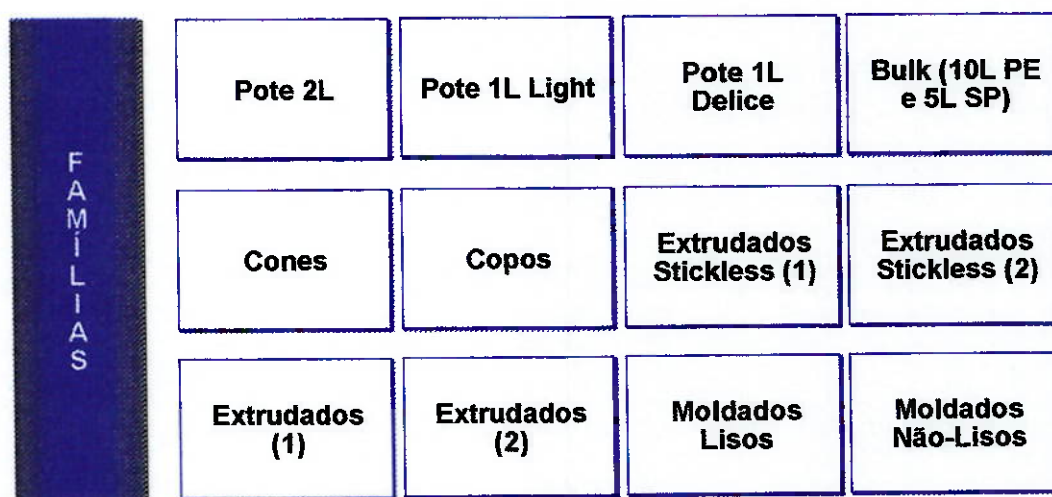 FAMÍLIAS
Pote 2L
Pote 1L Light
Pote 1L
Delice
Bulk (10L PE
e 5L SP)
Cones
Copos
Extrudados
Stickless (1)
Extrudados
Stickless (2)
Extrudados
(1)
Extrudados
(2)
Moldados
Lisos
Moldados
Não-Lisos